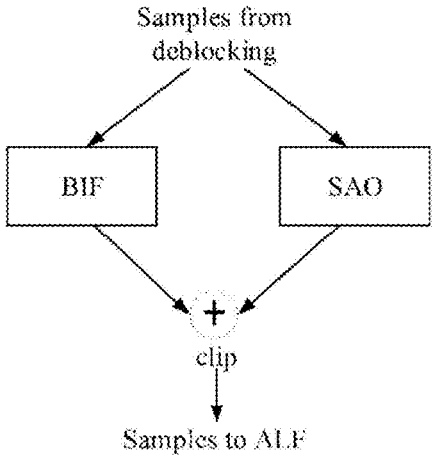 Samples from
deblocking
BIF
SAO
+
clip
Samples to ALF